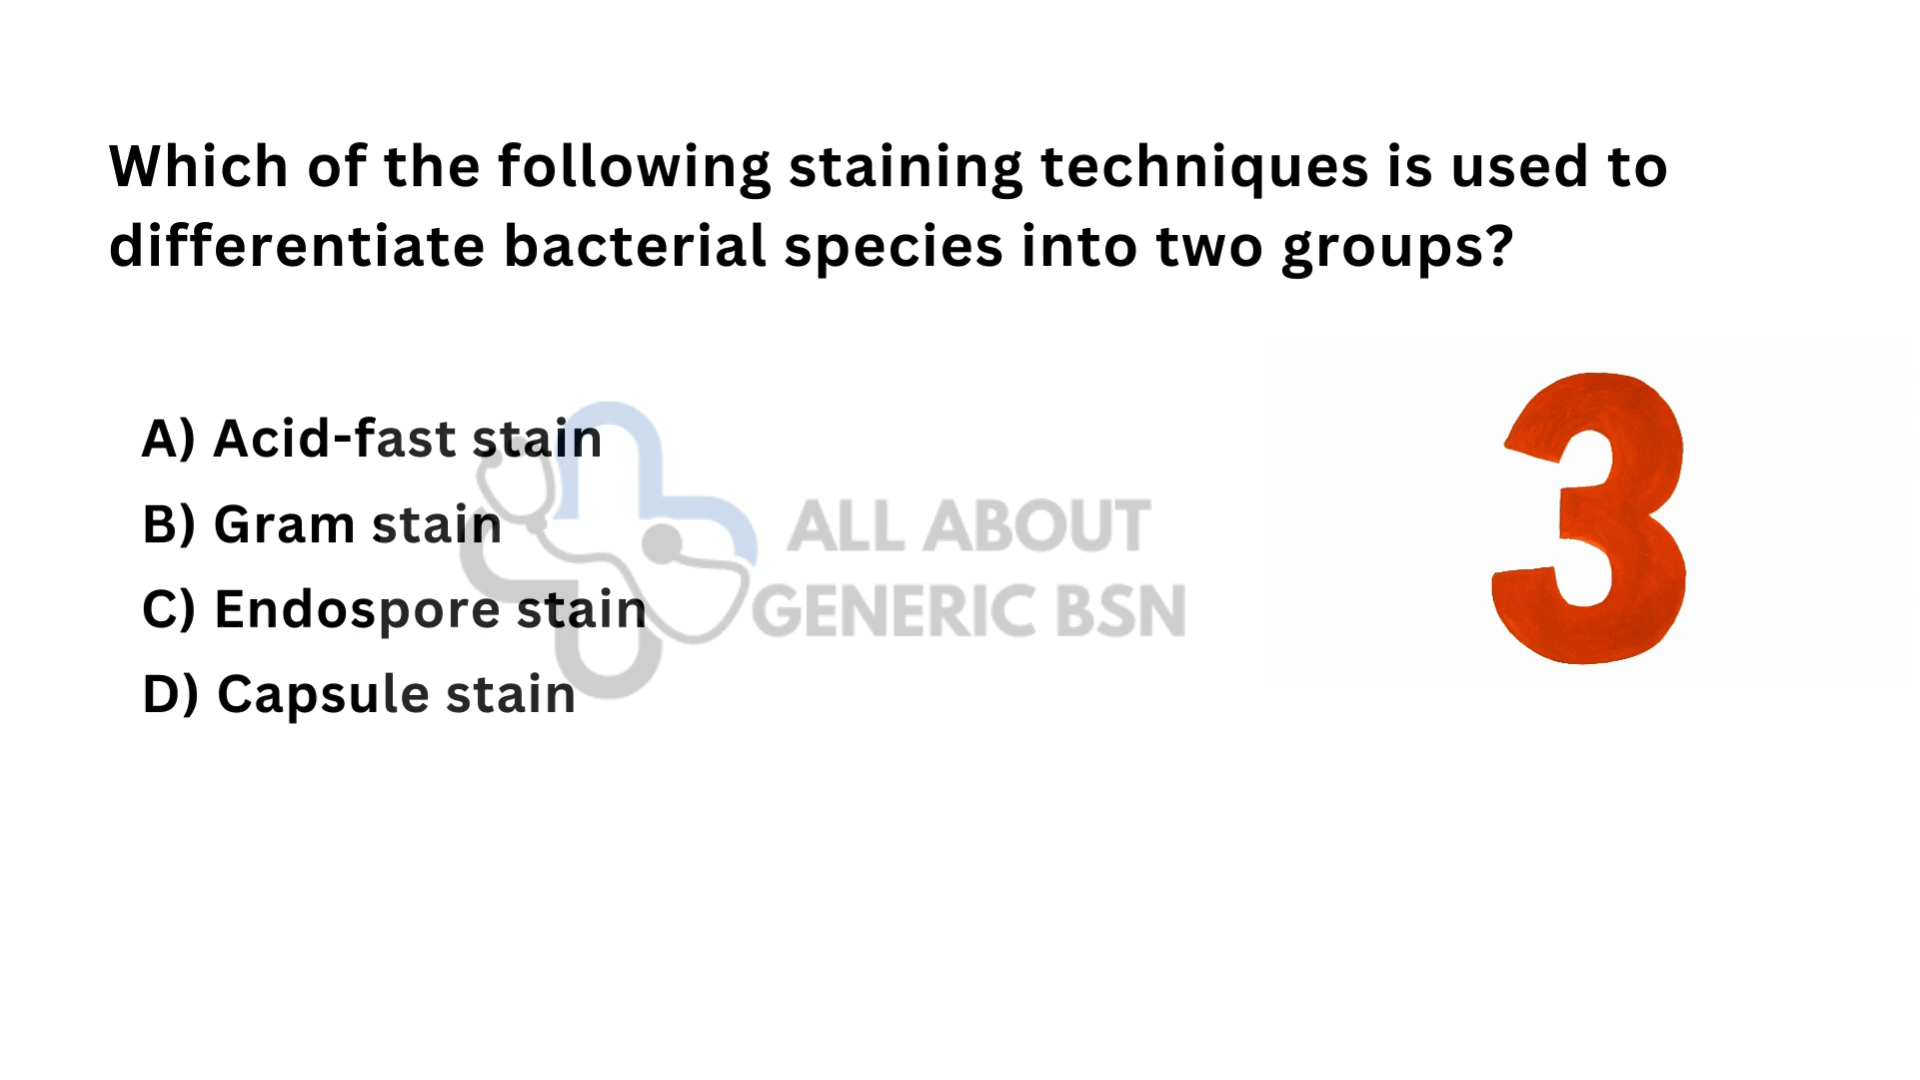 Which of the following staining techniques is used to
differentiate bacterial species into two groups?
A) Acid-fast stain
B) Gram stain
C) Endospore stain
D) Capsule stain
ALL ABOUT
GENERIC BSN
3